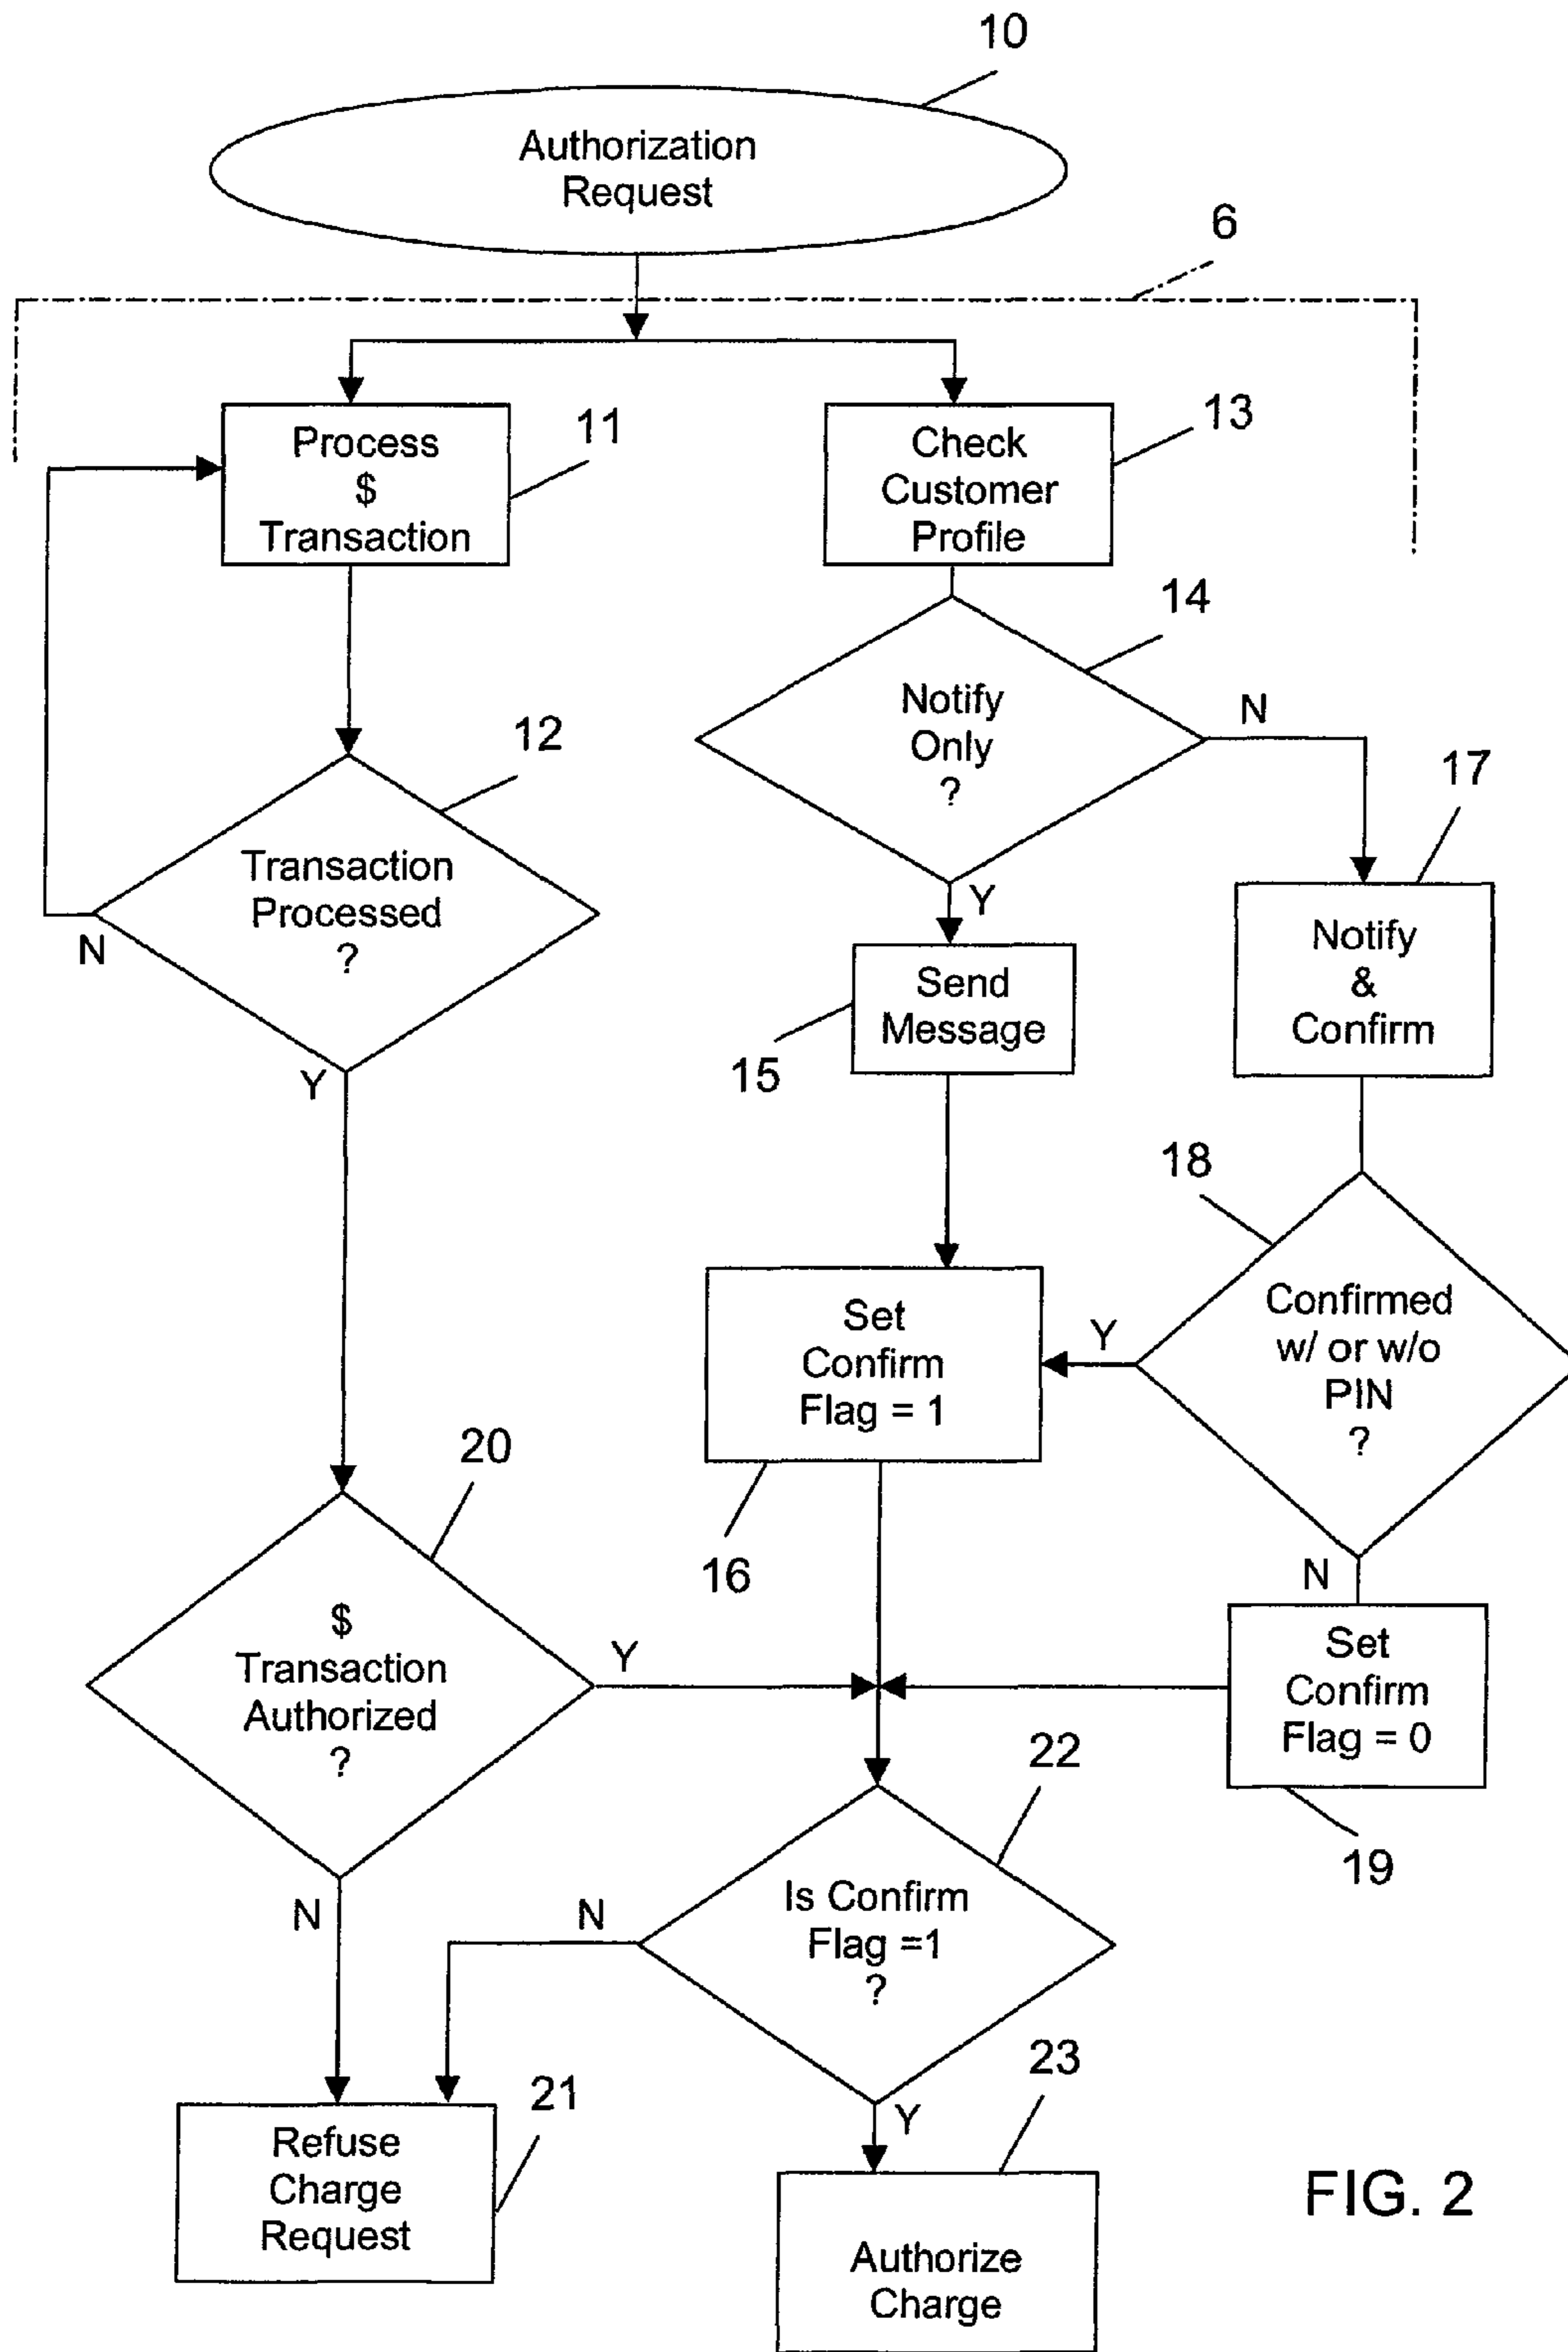 10
Authorization
Request
6
Process
$
Transaction
11
Check
Customer
Profile
13
14
Notify
Only
?
N
12
17
Transaction
Processed
?
N
Y
Y
Send
Message
15
Notify
&
Confirm
18
Set
Confirm
Flag = 1
Y
Confirmed
w/ or w/o
PIN
?
20
16
N
$
Transaction
Authorized
?
Y
Set
Confirm
Flag = 0
22
19
N
N
Is Confirm
Flag =1
?
23
21
Y
Refuse
Charge
Request
FIG. 2
Authorize
Charge